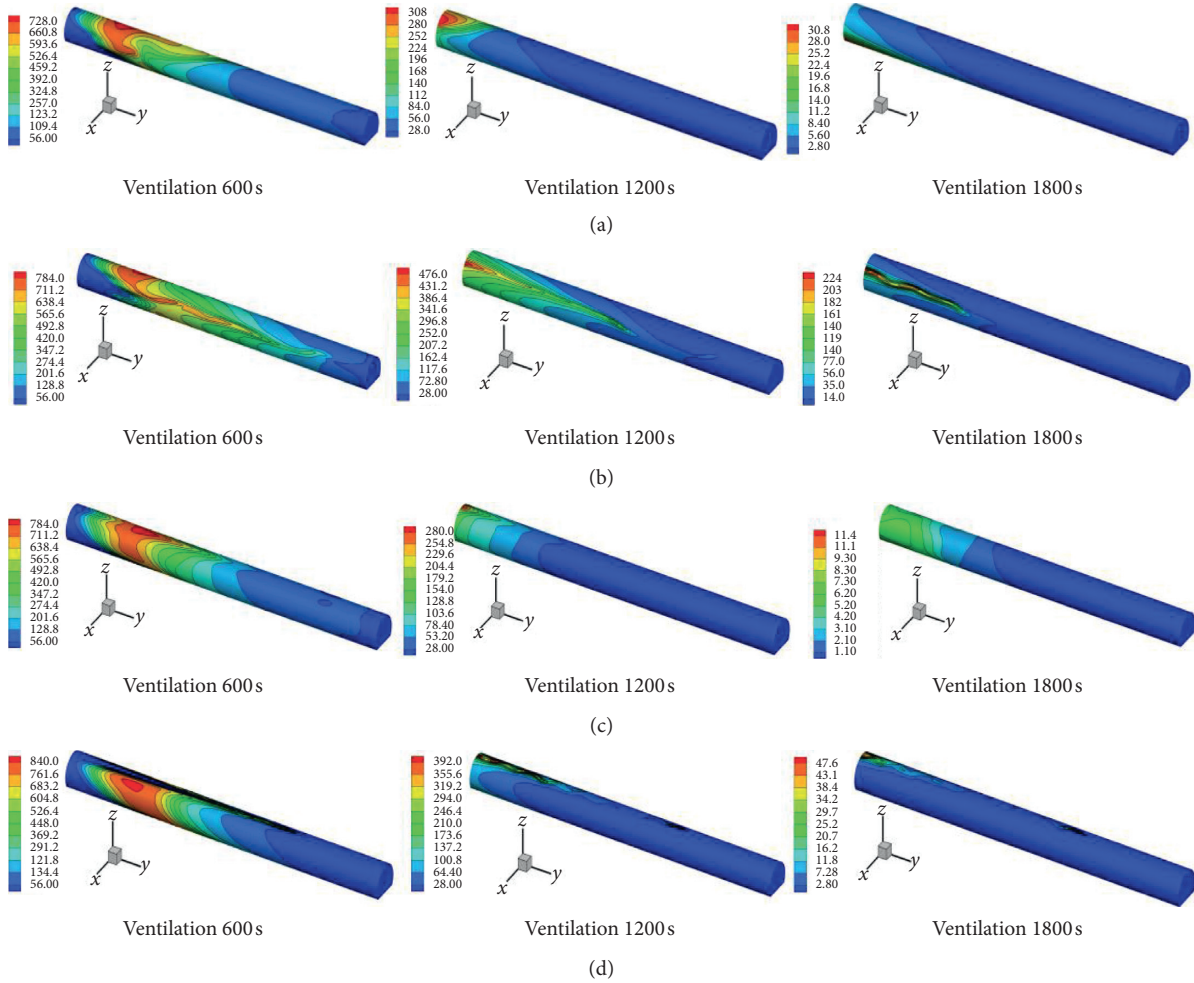 728.0
660.8
593.6
526.4
459.2
392.0
324.8
257.0
123.2
109.4
56.00
z
y
x
Ventilation 600 s
308
280
252
224
196
168
140
112
84.0
56.0
28.0
z
y
x
Ventilation 1200 s
30.8
28.0
25.2
22.4
19.6
16.8
14.0
11.2
8.40
5.60
2.80
z
y
x
Ventilation 1800 s
(a)
784.0
711.2
638.4
565.6
492.8
420.0
347.2
274.4
201.6
128.8
56.00
z
y
x
Ventilation 600 s
476.0
431.2
386.4
341.6
296.8
252.0
207.2
162.4
117.6
72.80
28.00
z
y
x
Ventilation 1200 s
224
203
182
161
140
119
140
77.0
56.0
35.0
14.0
z
y
x
Ventilation 1800 s
(b)
784.0
711.2
638.4
565.6
492.8
420.0
347.2
274.4
201.6
128.8
56.00
z
y
x
Ventilation 600 s
280.0
254.8
229.6
204.4
179.2
154.0
128.8
103.6
78.40
53.20
28.00
z
y
x
Ventilation 1200 s
11.4
11.1
9.30
8.30
7.30
6.20
5.20
4.20
3.10
2.10
1.10
z
y
x
Ventilation 1800 s
(c)
840.0
761.6
683.2
604.8
526.4
448.0
369.2
291.2
121.8
134.4
56.00
z
y
x
Ventilation 600 s
392.0
355.6
319.2
294.0
246.4
210.0
173.6
137.2
100.8
64.40
28.00
z
y
x
Ventilation 1200 s
47.6
43.1
38.4
34.2
29.7
25.2
20.7
16.2
11.8
7.28
2.80
z
y
x
Ventilation 1800 s
(d)